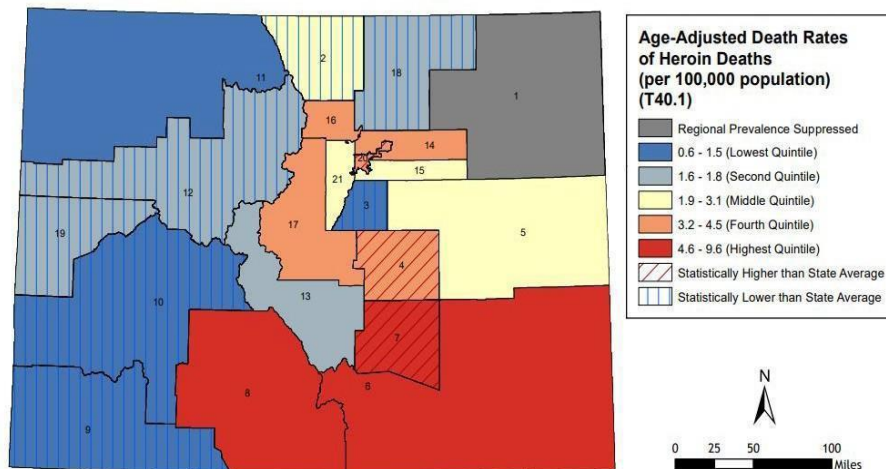 Age-Adjusted Death Rates
of Heroin Deaths
(per 100,000 population)
(T40.1)
Regional Prevalence Suppressed
0.6 - 1.5 (Lowest Quintile)
1.6 - 1.8 (Second Quintile)
1.9 - 3.1 (Middle Quintile)
3.2 - 4.5 (Fourth Quintile)
4.6 - 9.6 (Highest Quintile)
Statistically Higher than State Average
Statistically Lower than State Average
2
18
11
1
16
14
20
15
21
12
3
17
19
5
4
10
13
7
8
6
9
N
0 25 50 100
Miles